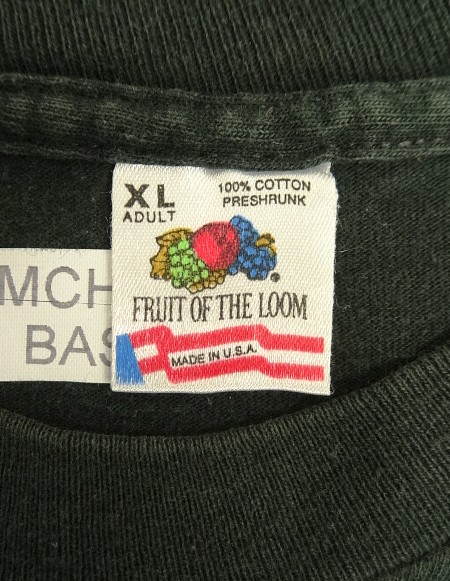 XL
ADULT
100% COTTON
PRESHRUNK
FRUIT OF THE LOOM
MADE IN U.S.A.
MCH
BAS